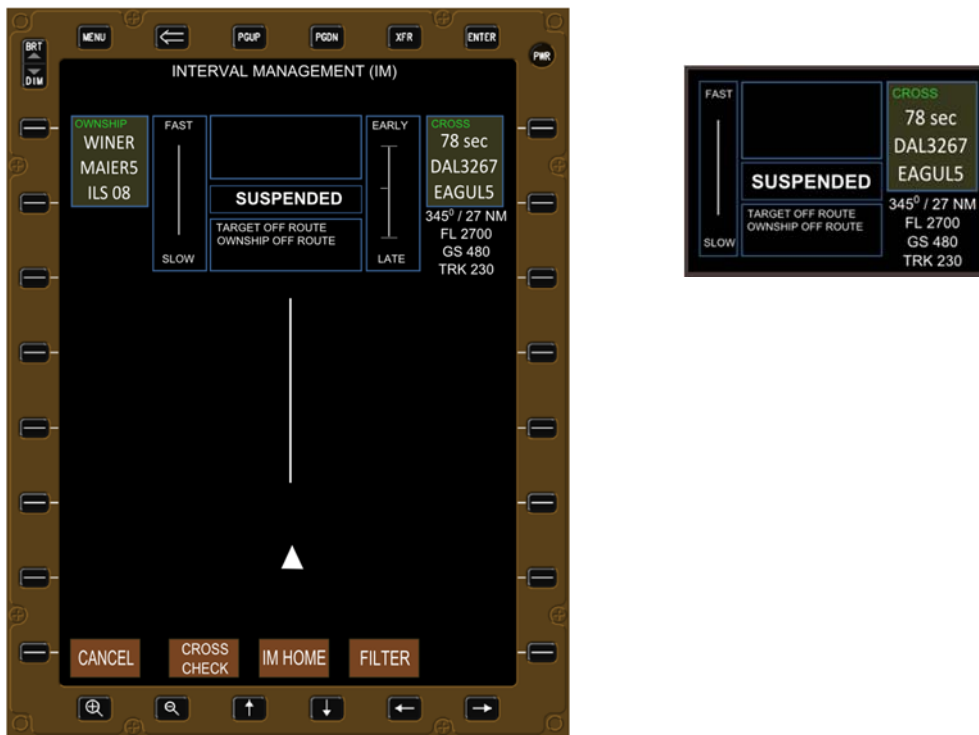 MENU
PGUP
PGDN
XFR
ENTER
BRT
DIM
PWR
INTERVAL MANAGEMENT (IM)
OWNSHIP
WINER
MAIER5
ILS 08
FAST
SLOW
SUSPENDED
TARGET OFF ROUTE
OWNSHIP OFF ROUTE
EARLY
LATE
CROSS
78 sec
DAL3267
EAGUL5
345⁰ / 27 NM
FL 2700
GS 480
TRK 230
CANCEL
CROSS
CHECK
IM HOME
FILTER
FAST
SLOW
SUSPENDED
TARGET OFF ROUTE
OWNSHIP OFF ROUTE
CROSS
78 sec
DAL3267
EAGUL5
345⁰ / 27 NM
FL 2700
GS 480
TRK 230